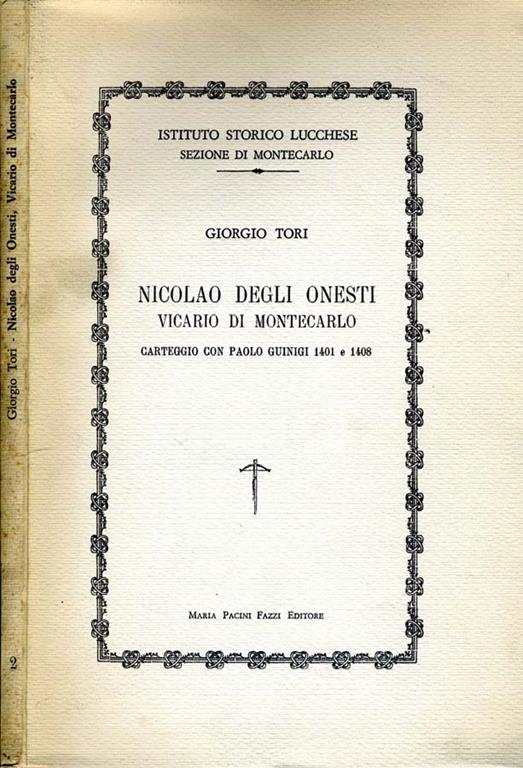 Giorgio Tori - Nicolao degli Onesti, Vicario di Montecarlo
2
ISTITUTO STORICO LUCCHESE
SEZIONE DI MONTECARLO
GIORGIO TORI
NICOLAO DEGLI ONESTI
VICARIO DI MONTECARLO
CARTEGGIO CON PAOLO GUINIGI 1401 e 1408
MARIA PACINI FAZZI EDITORE